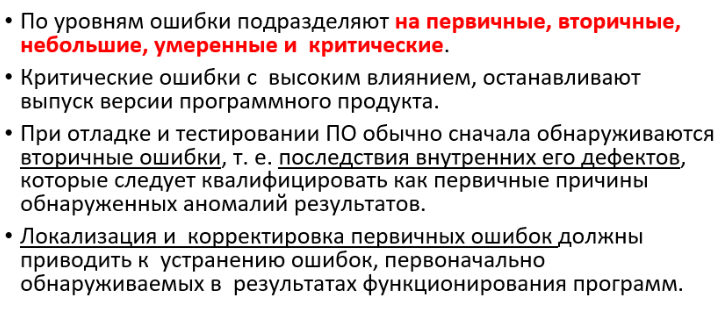 • По уровням ошибки подразделяют на первичные, вторичные,
небольшие, умеренные и критические.
• Критические ошибки с высоким влиянием, останавливают
выпуск версии программного продукта.
• При отладке и тестировании ПО обычно сначала обнаруживаются
вторичные ошибки, т. е. последствия внутренних его дефектов,
которые следует квалифицировать как первичные причины
обнаруженных аномалий результатов.
• Локализация и корректировка первичных ошибок должны
приводить к устранению ошибок, первоначально
обнаруживаемых в результатах функционирования программ.